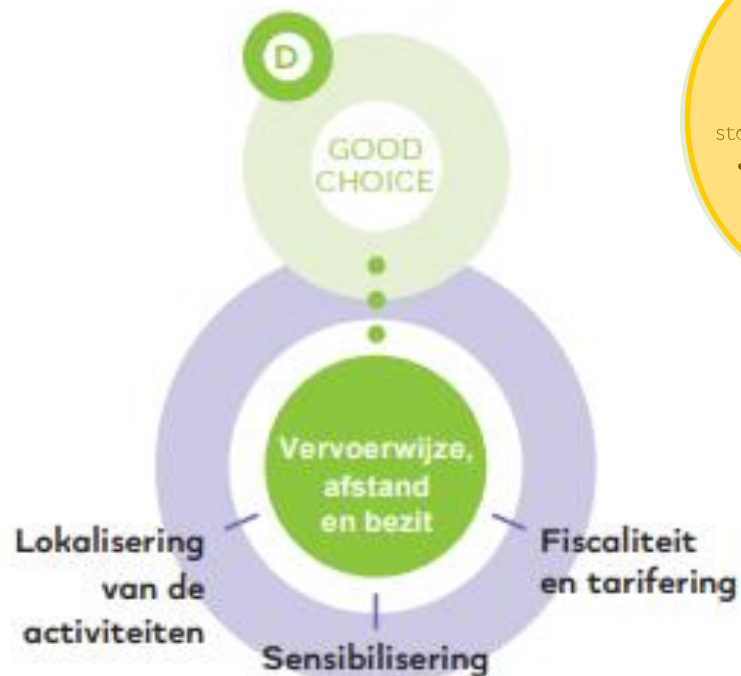 D
GOOD
CHOICE
Vervoerwijze,
afstand
en bezit
Lokalisering
van de
activiteiten
Fiscaliteit
en tarifering
Sensibilisering